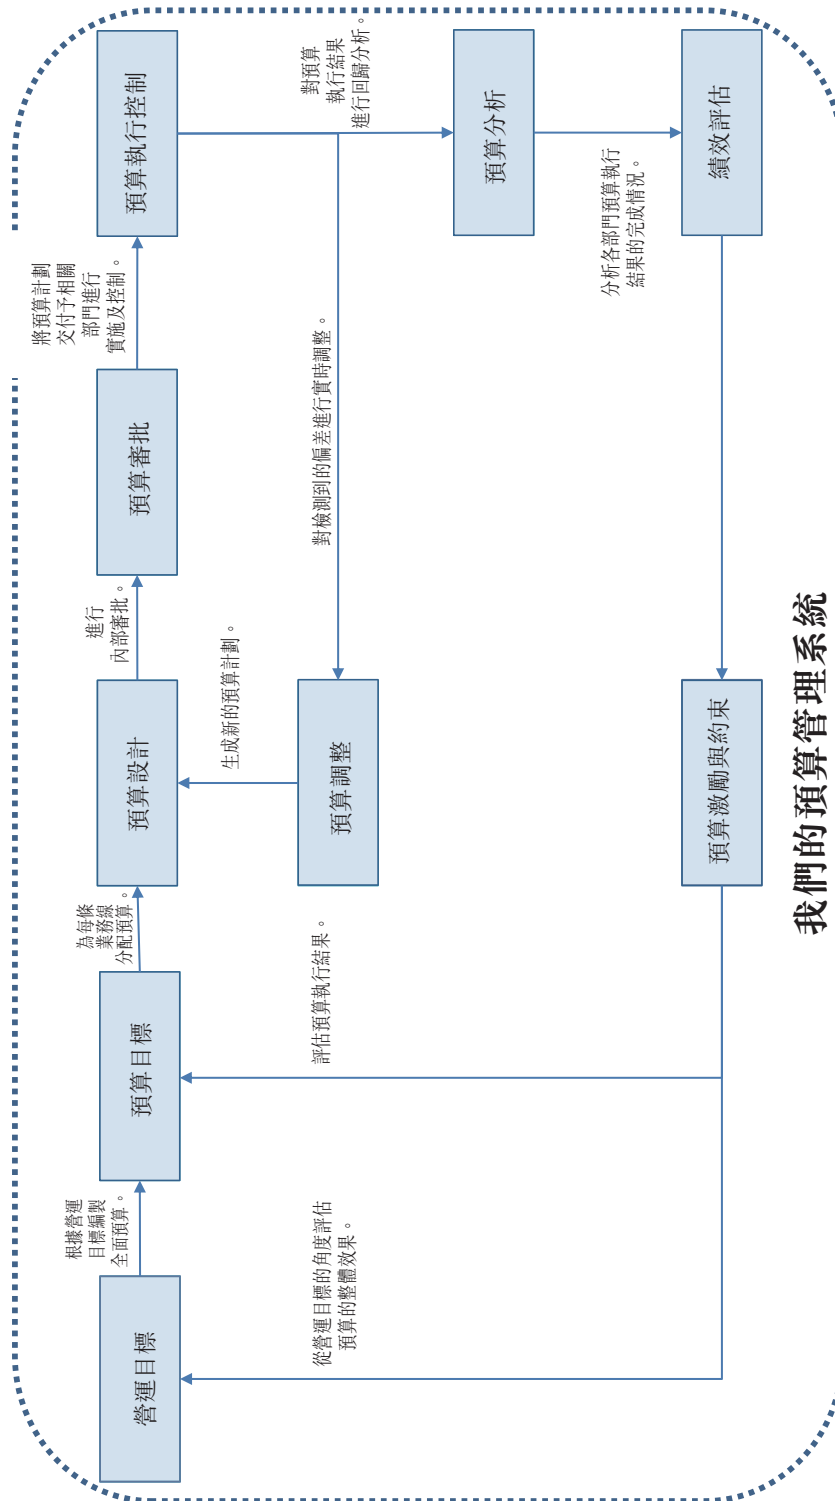 營運目標
根據營運
目標編製
全面預算。
預算目標
為每條
業務線
分配預算。
預算設計
進行
內部審批。
預算審批
將預算計劃
交付予相關
部門進行
實施及控制。
預算執行控制
生成新的預算計劃。
對檢測到的偏差進行實時調整。
預算調整
對預算
執行結果
進行回歸分析。
預算分析
分析各部門預算執行
結果的完成情況。
績效評估
從營運目標的角度評估
預算的整體效果。
評估預算執行結果。
預算激勵與約束
我們的預算管理系統